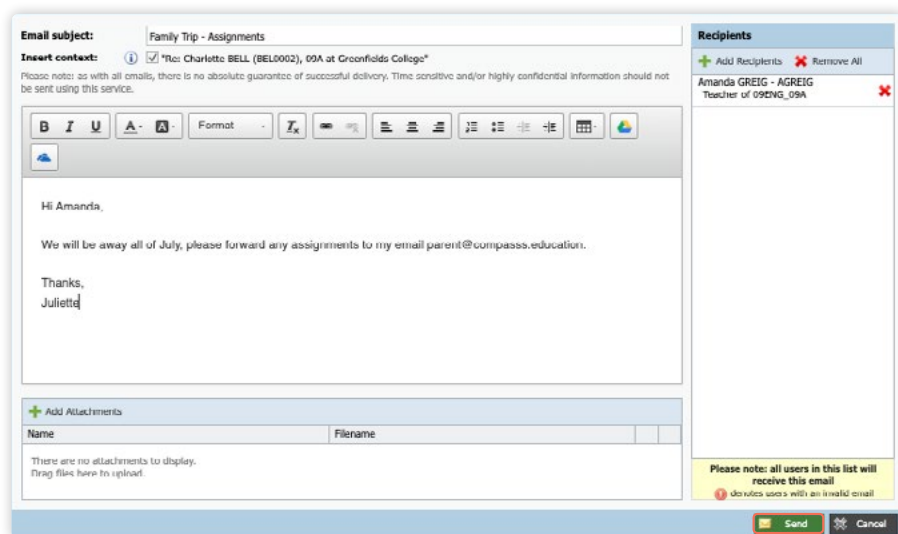 Email subject: Family Trip - Assignments
Insert context: "Re: Charlotte BELL (BEL0002), 09A at Greenfields College"
Please note: as with all emails, there is no absolute guarantee of successful delivery. Time sensitive and/or highly confidential information should not
be sent using this service.
B I U A A Format Tx
Hi Amanda,
We will be away all of July, please forward any assignments to my email parent@compasss.education.
Thanks,
Juliette
Add Attachments
Name Filename
There are no attachments to display.
Drag files here to upload.
Recipients
Add Recipients Remove All
Amanda GREIG - AGREIG
Teacher of 09ENG_09A
Please note: all users in this list will
receive this email
denotes users with an invalid email
Send Cancel